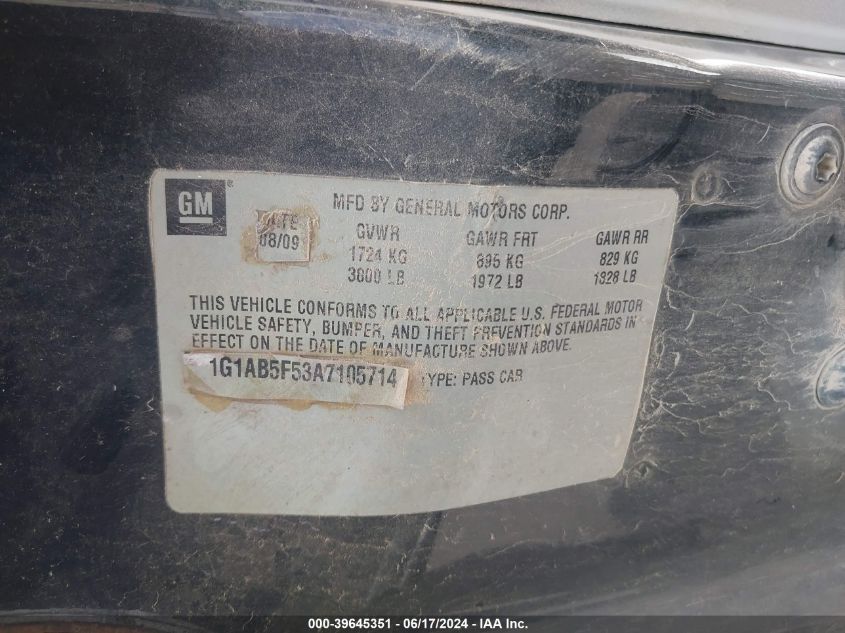 GM
DATE
08/09
MFD BY GENERAL MOTORS CORP.
GVWR GAWR FRT GAWR RR
1724 KG 895 KG 829 KG
3800 LB 1972 LB 1828 LB
THIS VEHICLE CONFORMS TO ALL APPLICABLE U.S. FEDERAL MOTOR
VEHICLE SAFETY, BUMPER, AND THEFT PREVENTION STANDARDS IN
EFFECT ON THE DATE OF MANUFACTURE SHOWN ABOVE.
1G1AB5F53A7105714 TYPE: PASS CAR
000-39645351 - 06/17/2024 - IAA Inc.